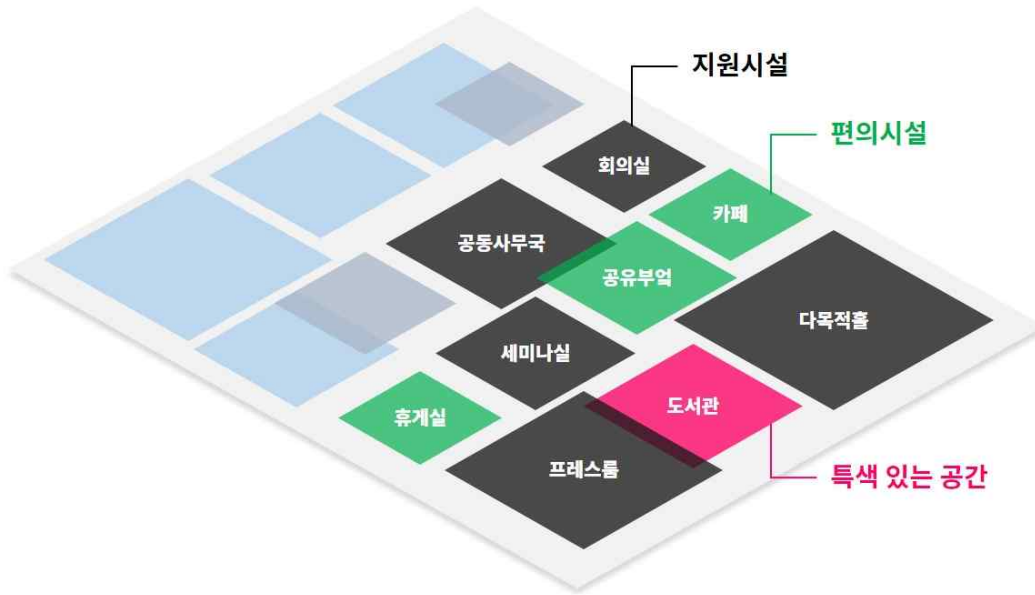 지원시설
편의시설
회의실
카페
공동사무국
공유부엌
다목적홀
세미나실
도서관
휴게실
프레스룸
특색 있는 공간